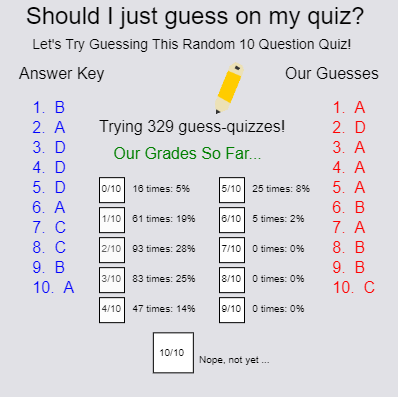 Should I just guess on my quiz?
Let's Try Guessing This Random 10 Question Quiz!
Answer Key
Our Guesses
1. B
2. A
3. D
4. D
5. D
6. A
7. C
8. C
9. B
10. A
Trying 329 guess-quizzes!
Our Grades So Far...
0/10 16 times: 5%
1/10 61 times: 19%
2/10 93 times: 28%
3/10 83 times: 25%
4/10 47 times: 14%
5/10 25 times: 8%
6/10 5 times: 2%
7/10 0 times: 0%
8/10 0 times: 0%
9/10 0 times: 0%
10/10 Nope, not yet ...
1. A
2. D
3. A
4. A
5. A
6. B
7. A
8. B
9. B
10. C